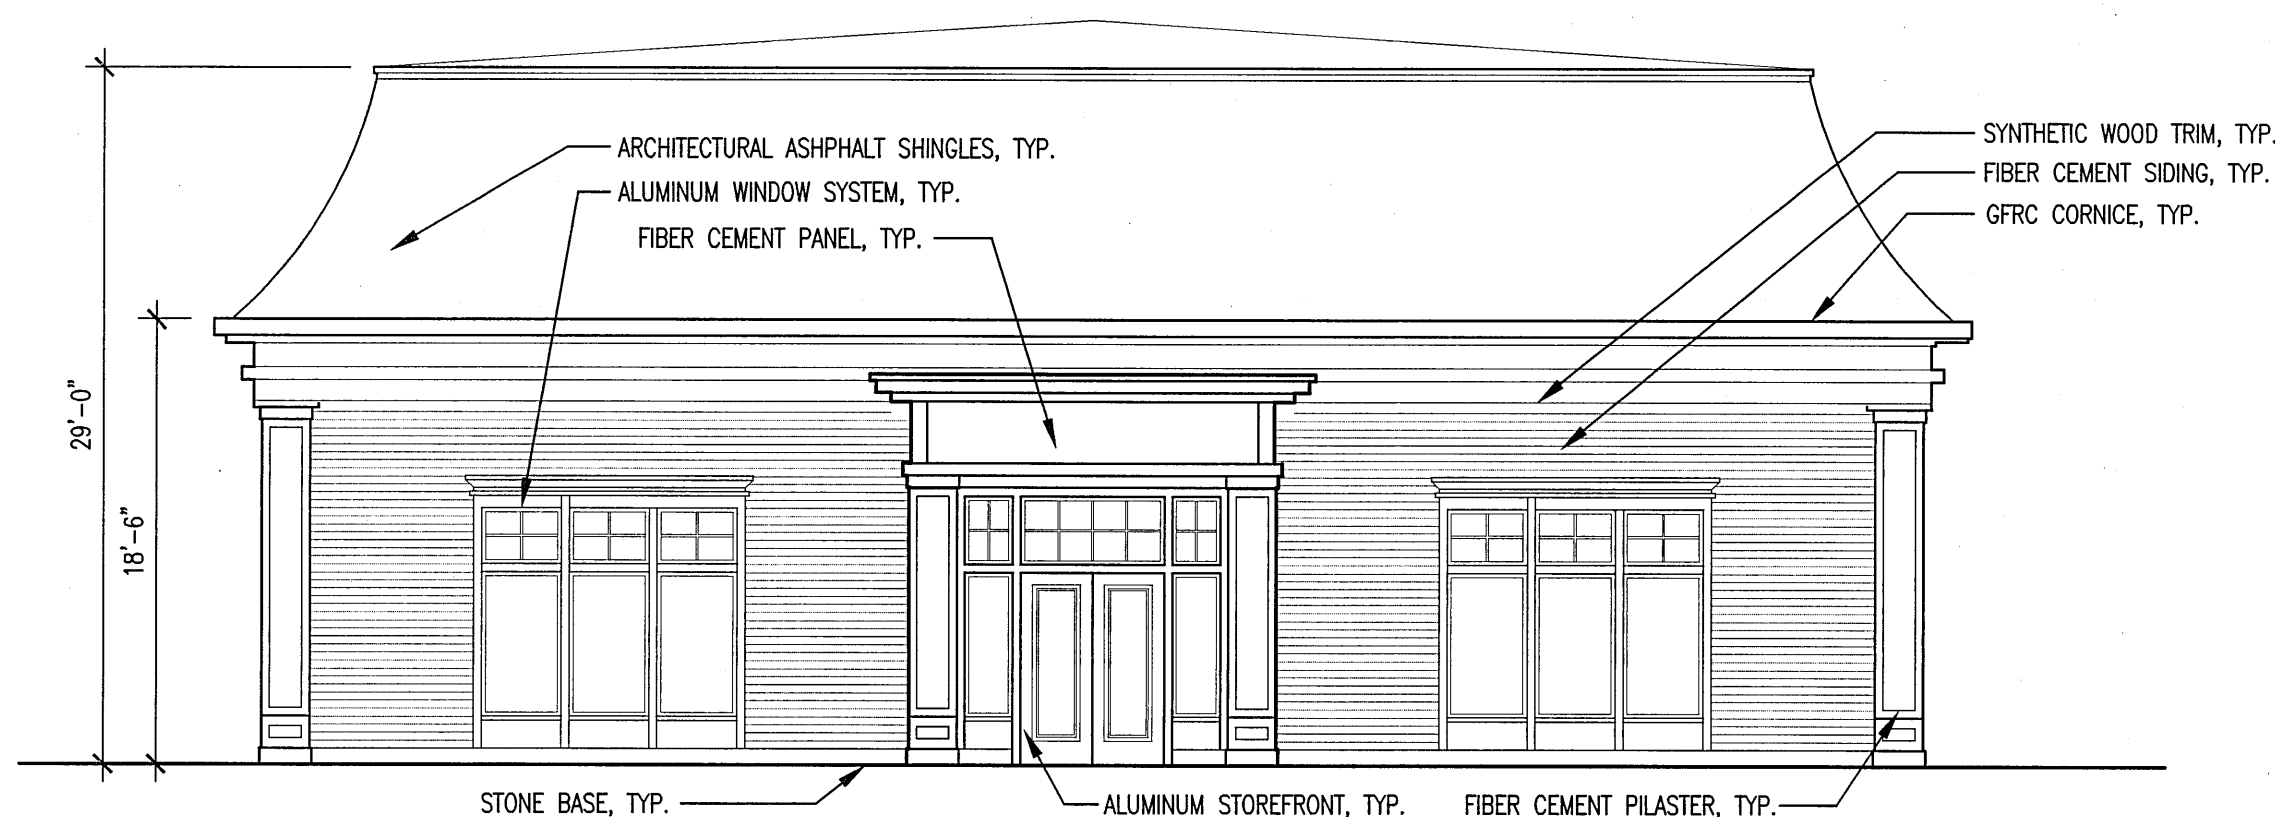 ARCHITECTURAL ASHPHALT SHINGLES, TYP.
ALUMINUM WINDOW SYSTEM, TYP.
FIBER CEMENT PANEL, TYP.
SYNTHETIC WOOD TRIM, TYP.
FIBER CEMENT SIDING, TYP.
GFRC CORNICE, TYP.
29'-0"
18'-6"
STONE BASE, TYP.
ALUMINUM STOREFRONT, TYP.
FIBER CEMENT PILASTER, TYP.